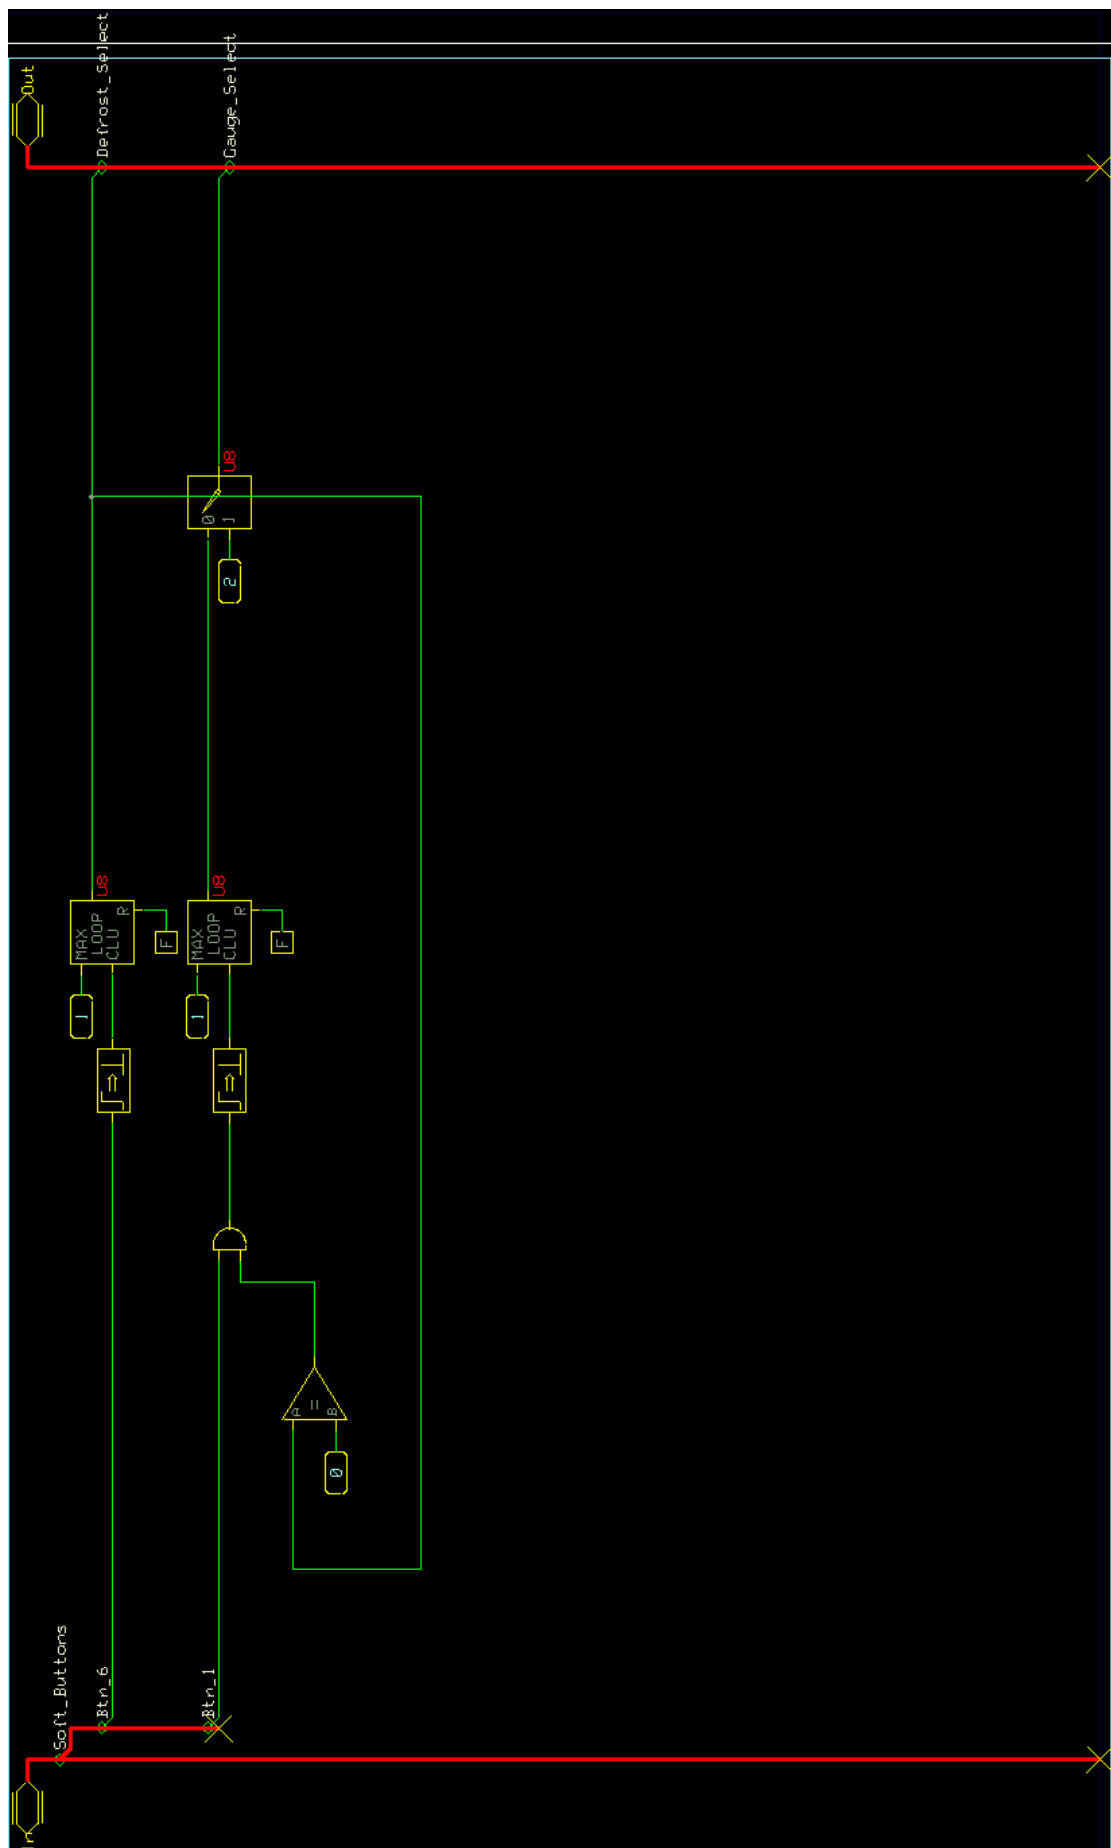 In
Out
Soft_Buttons
Btn_6
1
MAX
LOOP
CLU
R
U8
F
Defrost_Select
Btn_1
1
MAX
LOOP
CLU
R
U8
F
0
1
2
U8
Gauge_Select
A
=
B
0